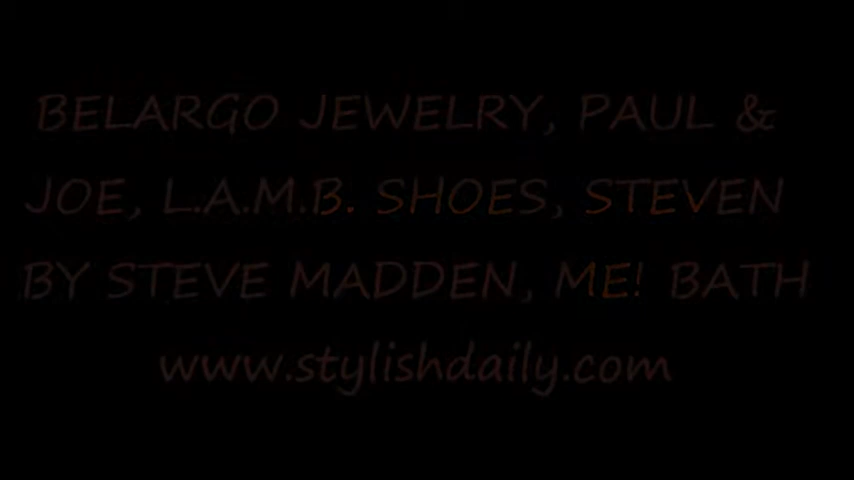 BELARGO JEWELRY, PAUL &
JOE, L.A.M.B. SHOES, STEVEN
BY STEVE MADDEN, ME! BATH
www.stylishdaily.com